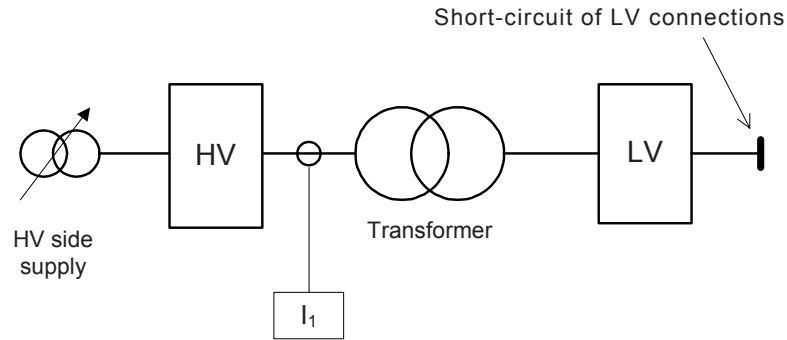 Short-circuit of LV connections
HV
LV
Transformer
HV side
supply
I₁